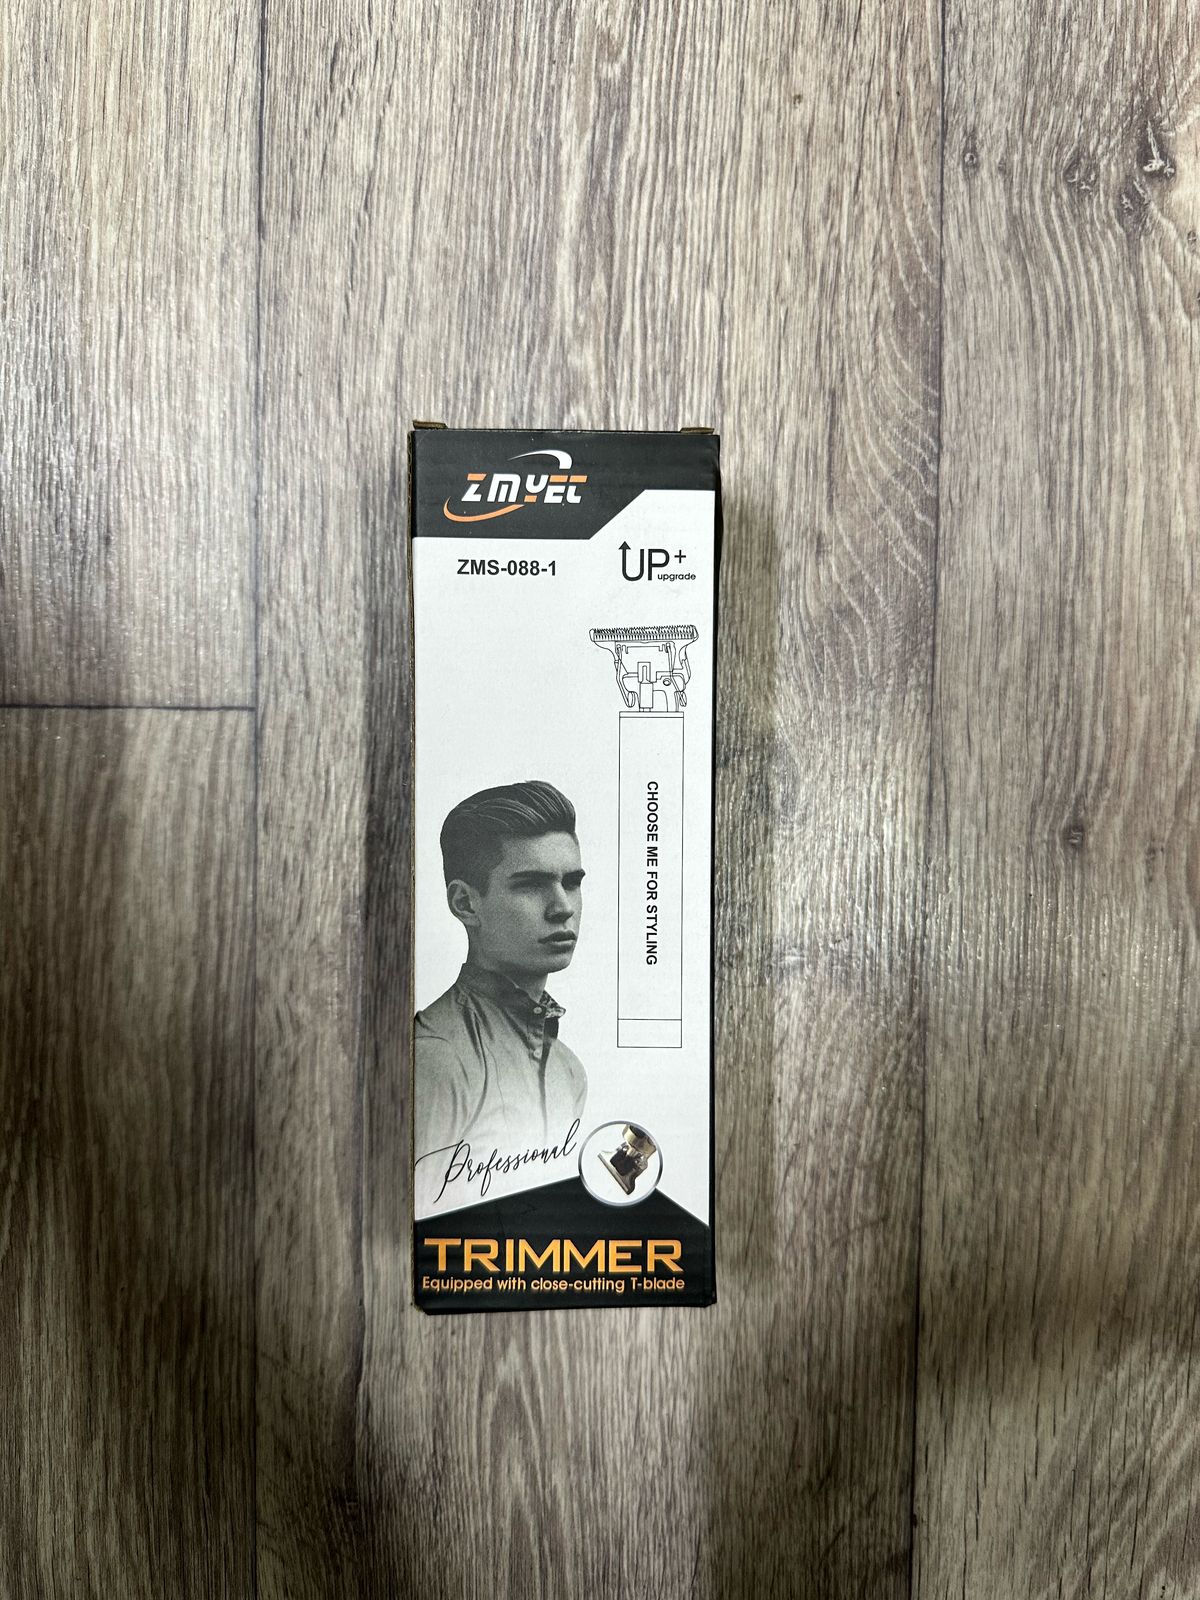 ZMYEC
ZMS-088-1
UP+
upgrade
CHOOSE ME FOR STYLING
Professional
TRIMMER
Equipped with close-cutting T-blade